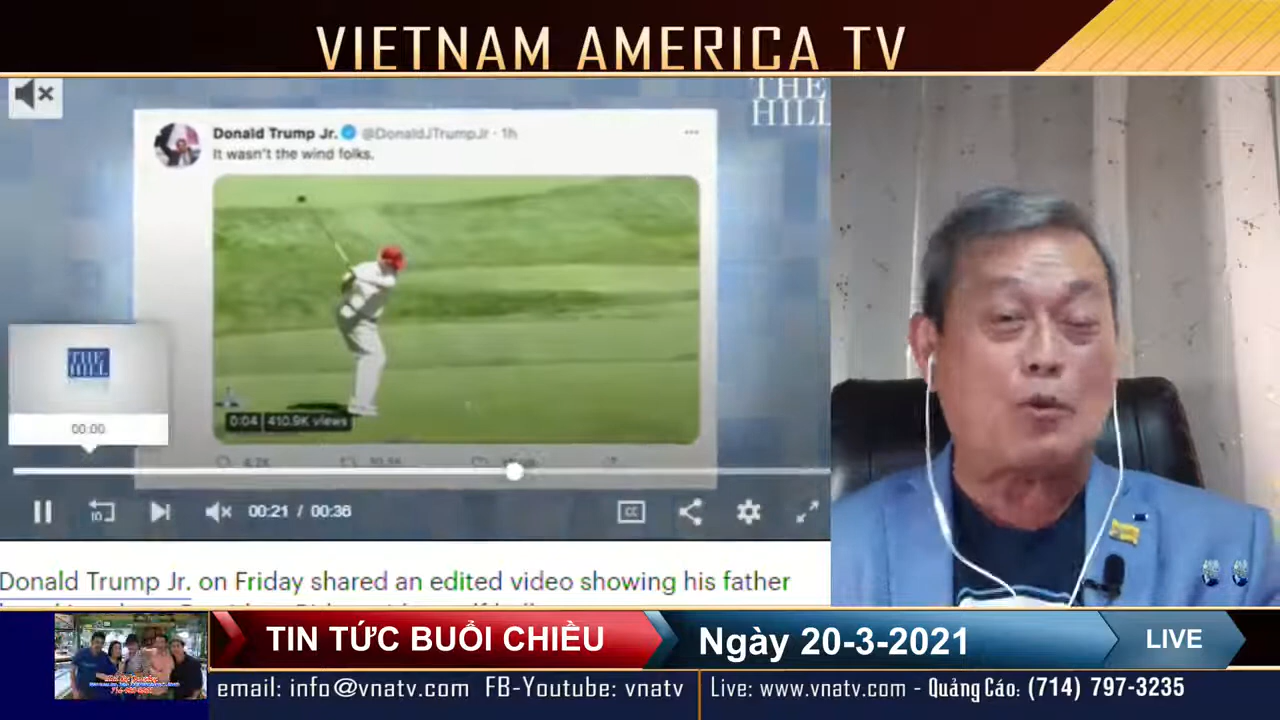 VIETNAM AMERICA TV
THE
HILL
Donald Trump Jr. @DonaldJTrumpJr · 1h
It wasn't the wind folks.
0:04 410.9K views
THE
HILL
00:00
10
00:21 / 00:36
CC
Donald Trump Jr. on Friday shared an edited video showing his father
TIN TỨC BUỔI CHIỀU
Ngày 20-3-2021
LIVE
email: info@vnatv.com FB-Youtube: vnatv
Live: www.vnatv.com - Quảng Cáo: (714) 797-3235